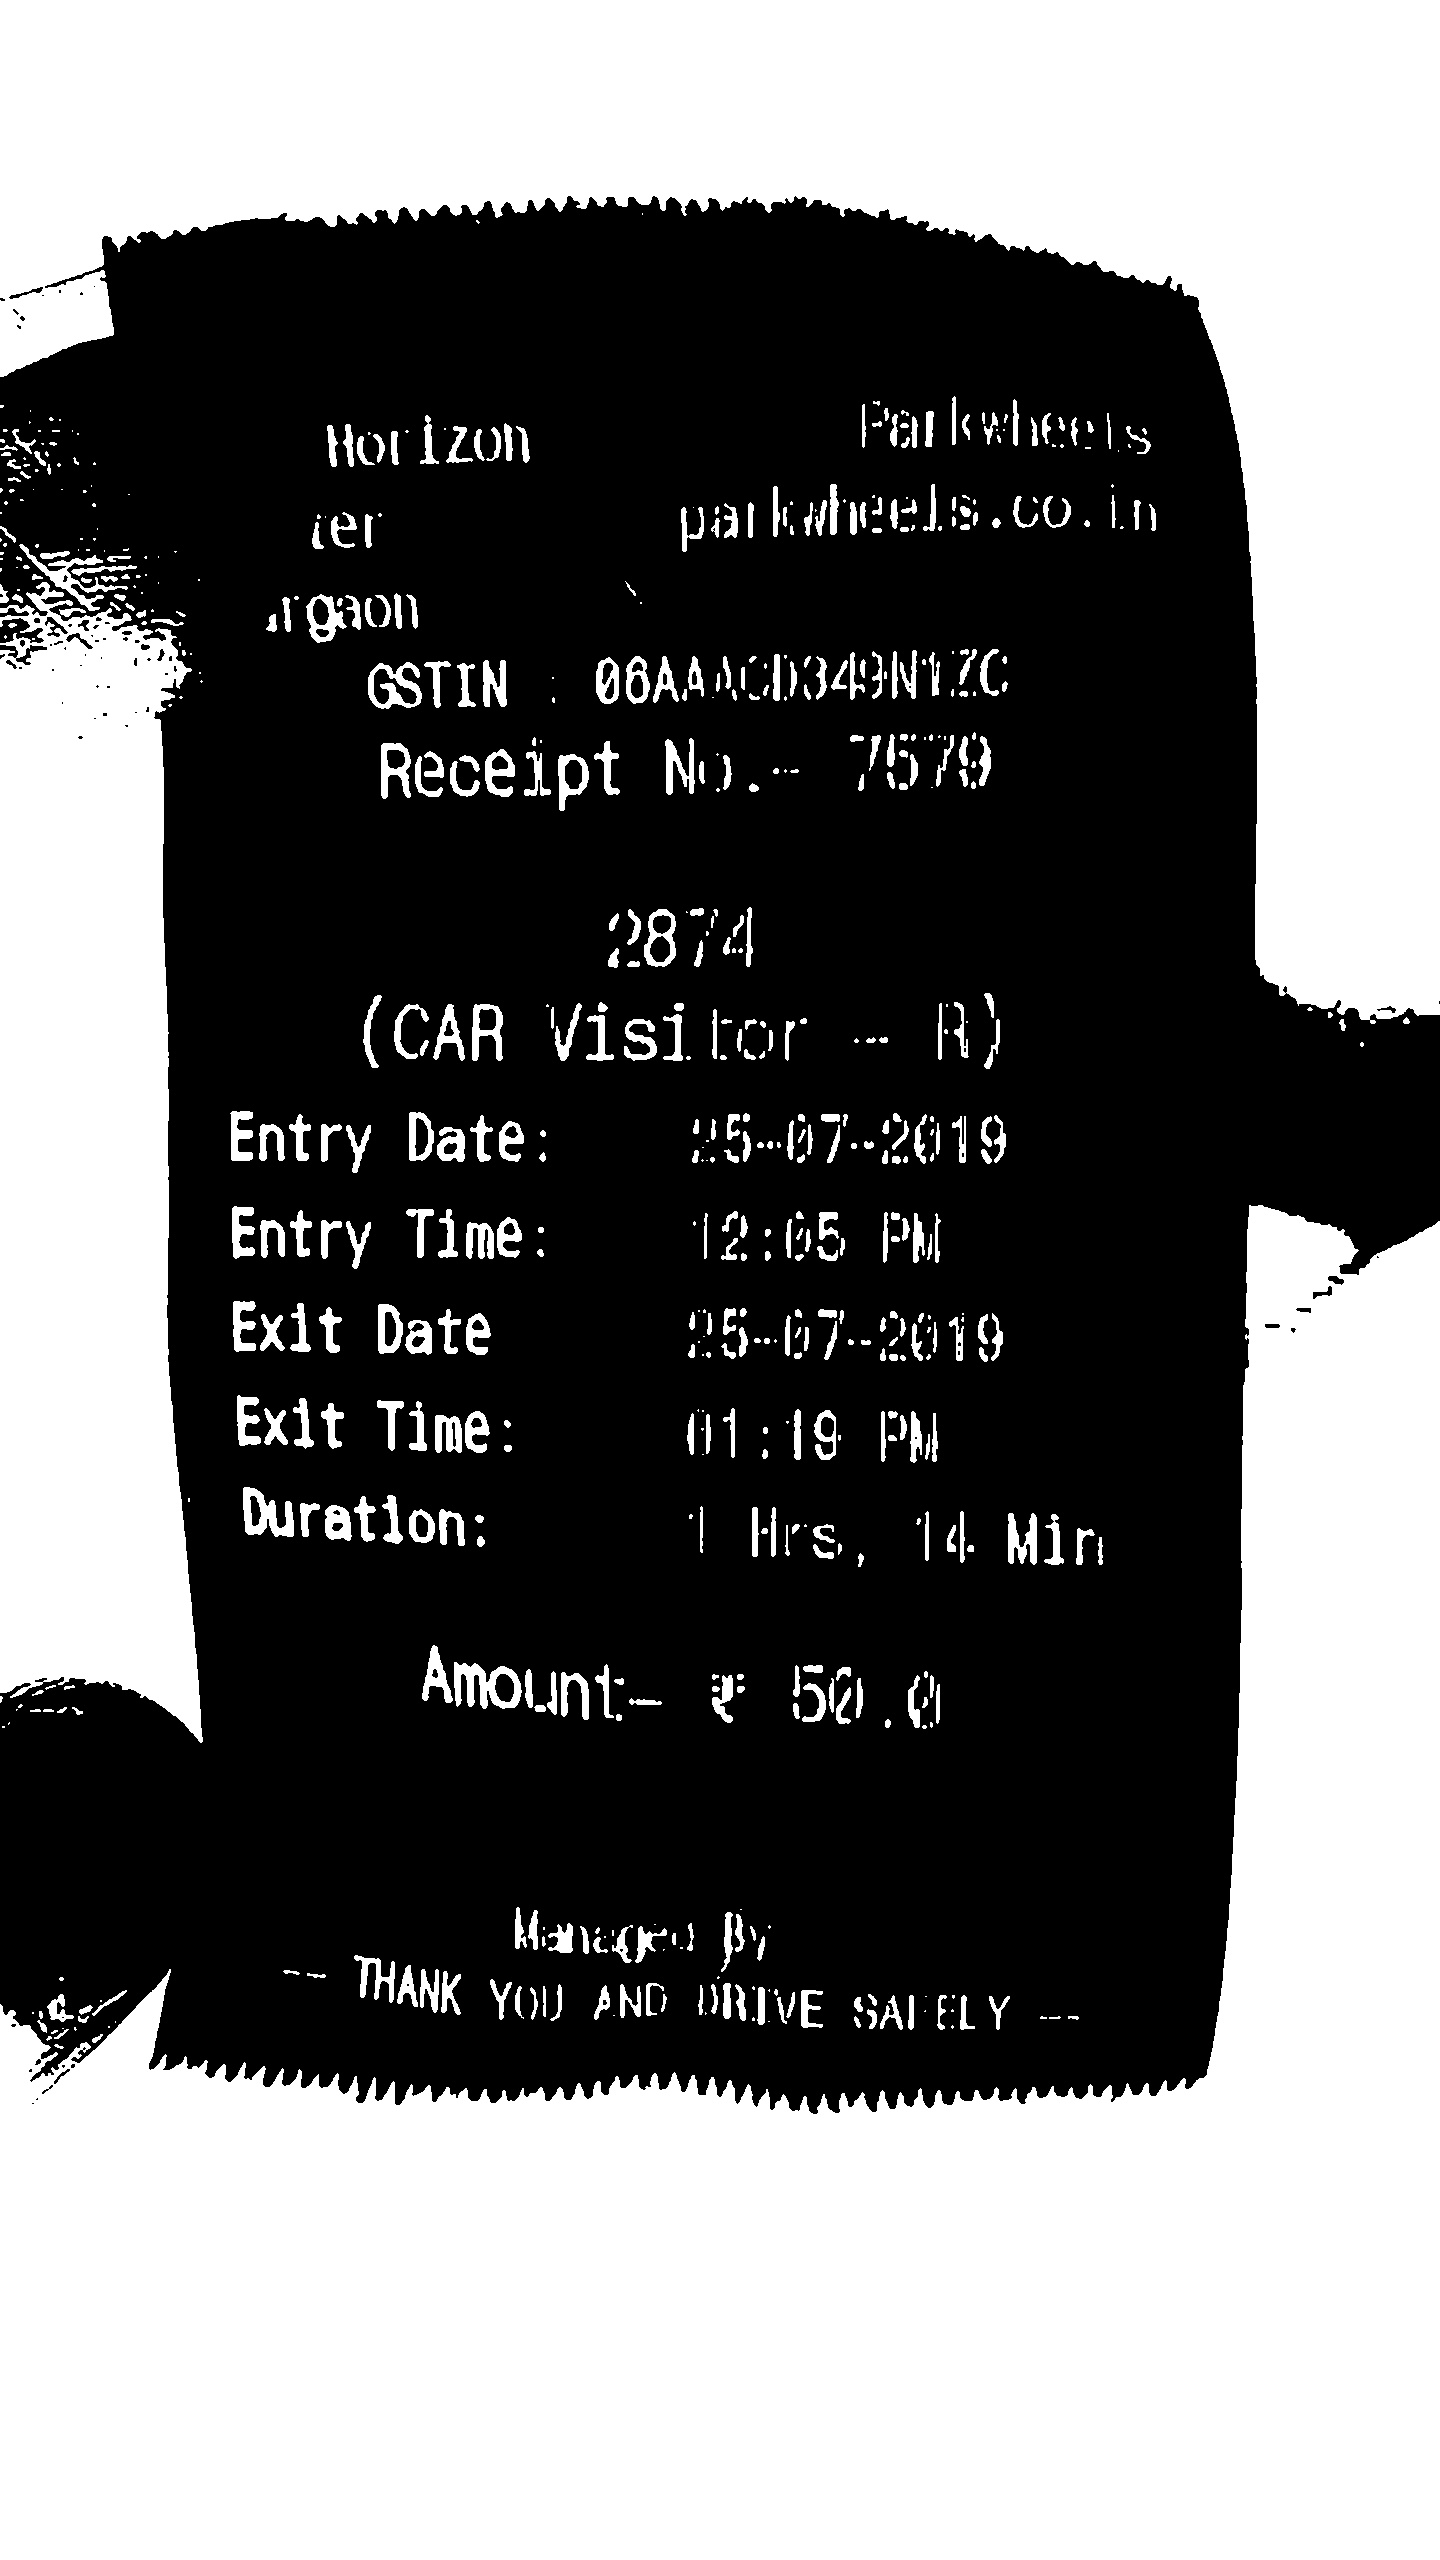 Horizon Parkwheels
ter parkwheels.co.in
rgaon
GSTIN : 06AAACD349N1ZC
Receipt No.- 7579
2874
(CAR Visitor - R)
Entry Date: 25-07-2019
Entry Time: 12:05 PM
Exit Date 25-07-2019
Exit Time: 01:19 PM
Duration: 1 Hrs, 14 Min
Amount- ₹ 50.0
Managed By
-- THANK YOU AND DRIVE SAFELY --